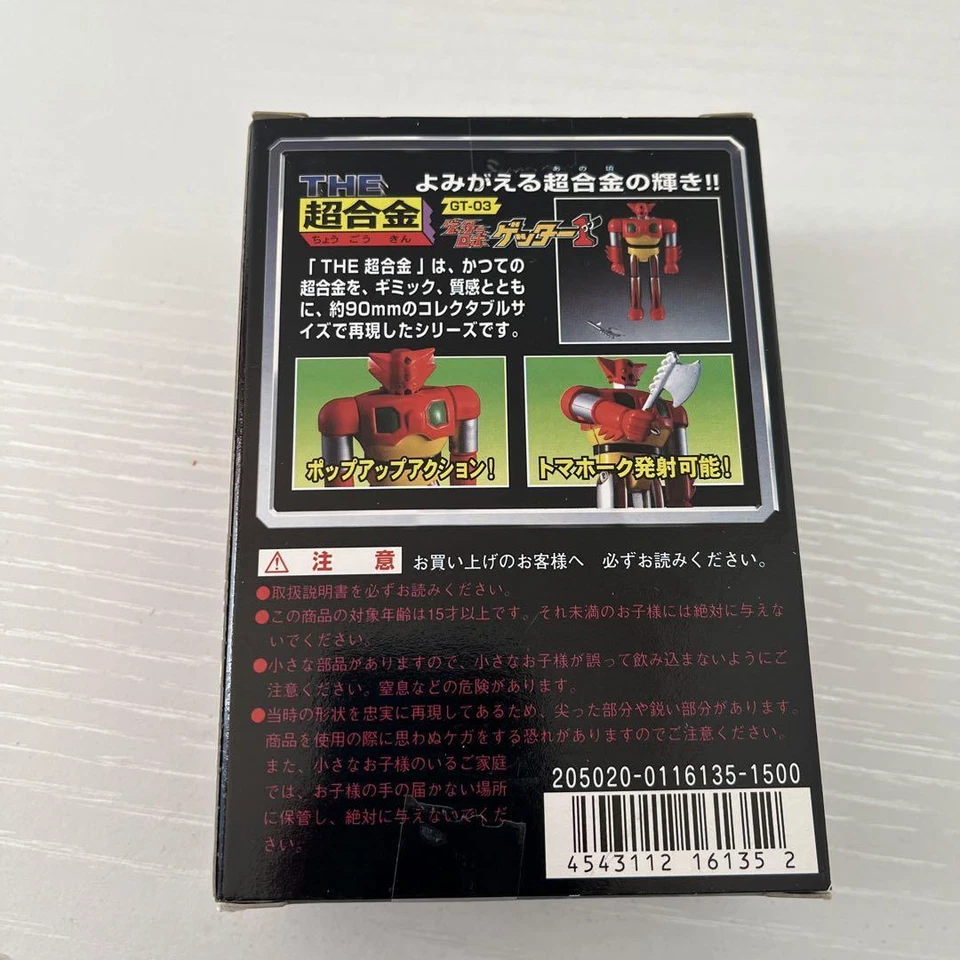 THE
超合金
ちょう ごう きん
あの頃
よみがえる超合金の輝き!!
GT-03
ゲッターロボ ゲッター1
「THE 超合金」は、かつての
超合金を、ギミック、質感ととも
に、約90mmのコレクタブルサ
イズで再現したシリーズです。
ポップアップアクション!
トマホーク発射可能!
注 意 お買い上げのお客様へ 必ずお読みください。
●取扱説明書を必ずお読みください。
●この商品の対象年齢は15才以上です。それ未満のお子様には絶対に与えな
いでください。
●小さな部品がありますので、小さなお子様が誤って飲み込まないようにご
注意ください。窒息などの危険があります。
●当時の形状を忠実に再現してあるため、尖った部分や鋭い部分があります。
商品を使用の際に思わぬケガをする恐れがありますのでご注意ください。
また、小さなお子様のいるご家庭
では、お子様の手の届かない場所
に保管し、絶対に与えないでくだ
さい。
205020-0116135-1500
4543112 16135 2